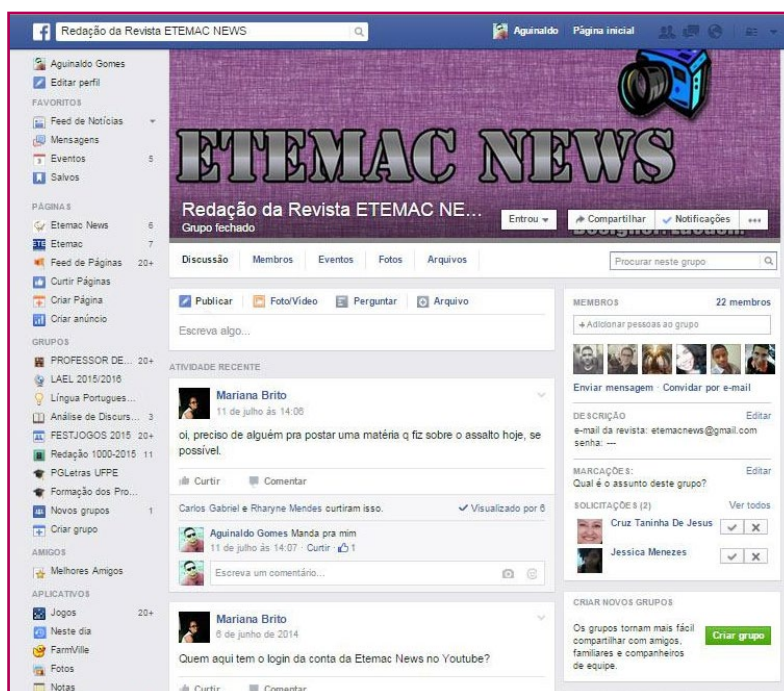 Redação da Revista ETEMAC NEWS
Aguinaldo
Página inicial
Aguinaldo Gomes
Editar perfil
FAVORITOS
Feed de Notícias
Mensagens
Eventos 5
Salvos
PÁGINAS
Etemac News 6
Etemac 7
Feed de Páginas 20+
Curtir Páginas
Criar Página
Criar anúncio
GRUPOS
PROFESSOR DE... 20+
LAEL 2015/2016
Língua Portugues...
Análise de Discurs... 3
FESTJOGOS 2015 20+
Redação 1000-2015 11
PGLetras UFPE
Formação dos Pro...
Novos grupos 1
Criar grupo
AMIGOS
Melhores Amigos
APLICATIVOS
Jogos 20+
Neste dia
FarmVille
Fotos
Notas
ETEMAC NEWS
Redação da Revista ETEMAC NE...
Grupo fechado
Entrou
Compartilhar
Notificações
Discussão Membros Eventos Fotos Arquivos
Procurar neste grupo
Publicar Foto/Vídeo Perguntar Arquivo
Escreva algo...
ATIVIDADE RECENTE
Mariana Brito
11 de julho às 14:06
oi, preciso de alguém pra postar uma matéria q fiz sobre o assalto hoje, se
possível.
Curtir Comentar
Carlos Gabriel e Rharyne Mendes curtiram isso.
Visualizado por 6
Aguinaldo Gomes Manda pra mim
11 de julho às 14:07 · Curtir · 1
Escreva um comentário...
Mariana Brito
6 de junho de 2014
Quem aqui tem o login da conta da Etemac News no Youtube?
Curtir Comentar
MEMBROS 22 membros
+ Adicionar pessoas ao grupo
Enviar mensagem · Convidar por e-mail
DESCRIÇÃO Editar
e-mail da revista: etemacnews@gmail.com
senha: ---
MARCAÇÕES: Editar
Qual é o assunto deste grupo?
SOLICITAÇÕES (2) Ver todos
Cruz Taninha De Jesus
Jessica Menezes
CRIAR NOVOS GRUPOS
Os grupos tornam mais fácil
compartilhar com amigos,
familiares e companheiros
de equipe.
Criar grupo